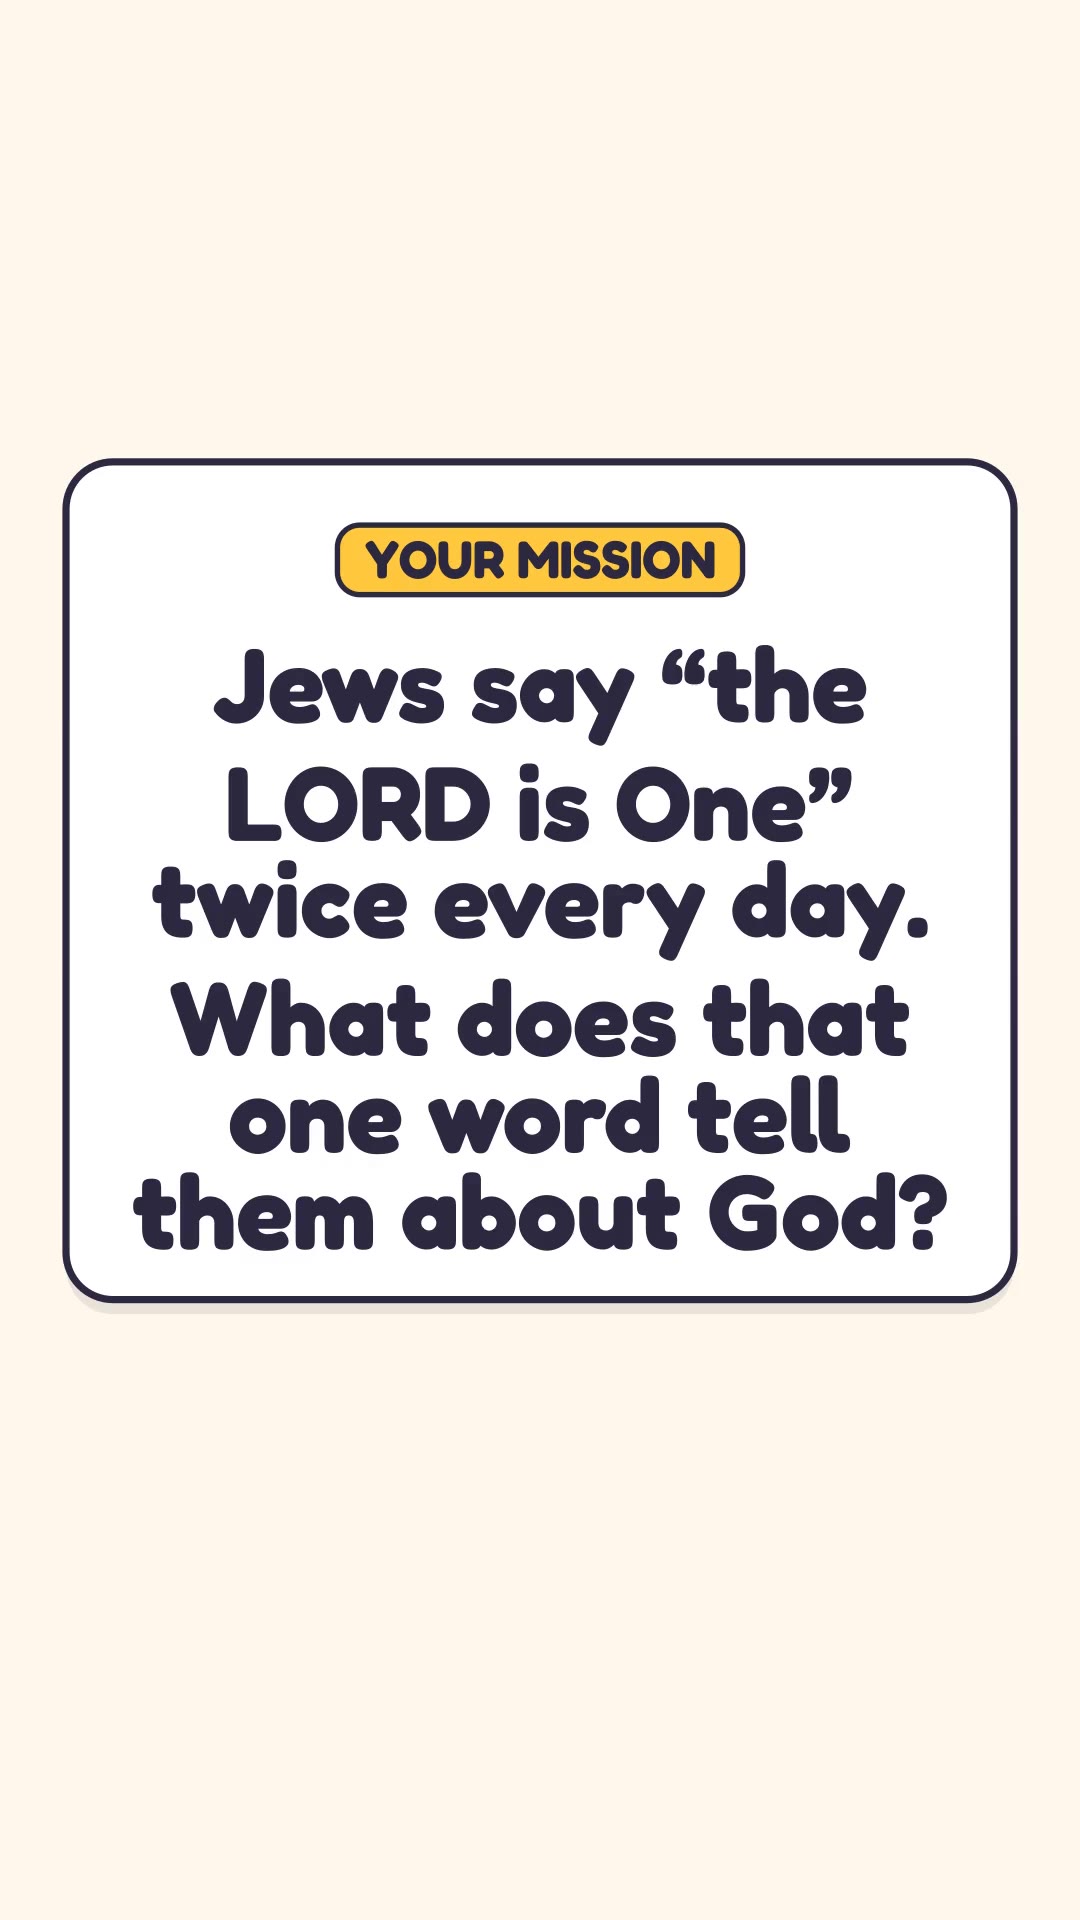 YOUR MISSION
Jews say “the
LORD is One”
twice every day.
What does that
one word tell
them about God?